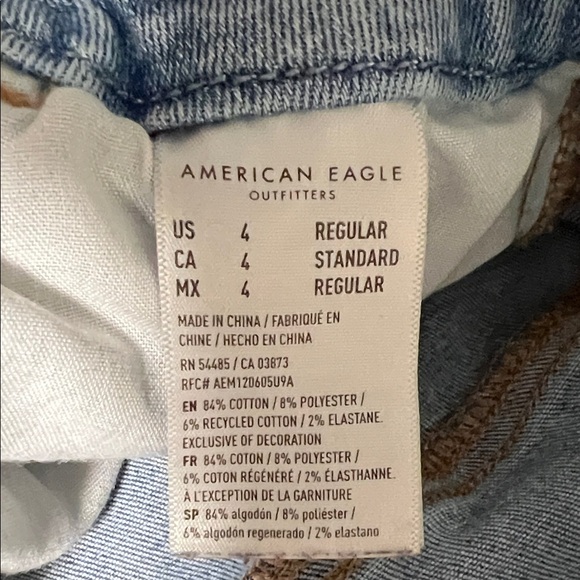 AMERICAN EAGLE
OUTFITTERS
US 4 REGULAR
CA 4 STANDARD
MX 4 REGULAR
MADE IN CHINA / FABRIQUÉ EN
CHINE / HECHO EN CHINA
RN 54485 / CA 03873
RFC# AEM120605U9A
EN 84% COTTON / 8% POLYESTER /
6% RECYCLED COTTON / 2% ELASTANE.
EXCLUSIVE OF DECORATION
FR 84% COTON / 8% POLYESTER /
6% COTON RÉGÉNÉRÉ / 2% ÉLASTHANNE.
À L'EXCEPTION DE LA GARNITURE
SP 84% algodón / 8% poliéster /
6% algodón regenerado / 2% elastano